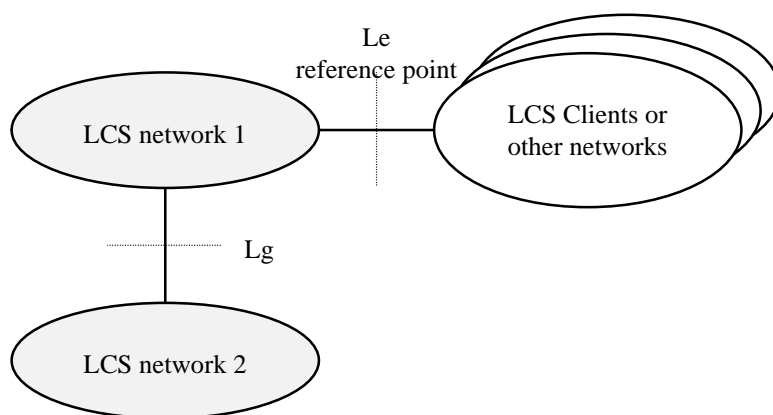 Le
reference point
LCS network 1
LCS Clients or
other networks
Lg
LCS network 2